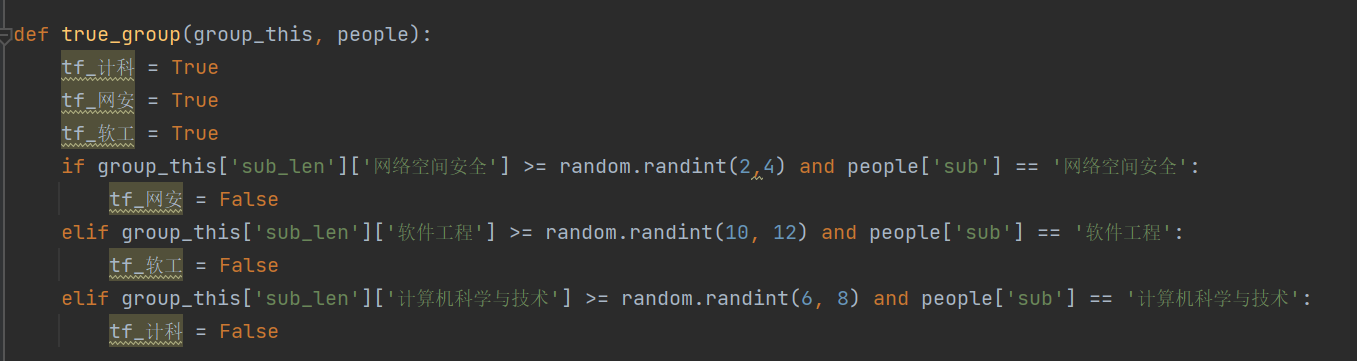 def true_group(group_this, people):
    tf_计科 = True
    tf_网安 = True
    tf_软工 = True
    if group_this['sub_len']['网络空间安全'] >= random.randint(2,4) and people['sub'] == '网络空间安全':
        tf_网安 = False
    elif group_this['sub_len']['软件工程'] >= random.randint(10, 12) and people['sub'] == '软件工程':
        tf_软工 = False
    elif group_this['sub_len']['计算机科学与技术'] >= random.randint(6, 8) and people['sub'] == '计算机科学与技术':
        tf_计科 = False